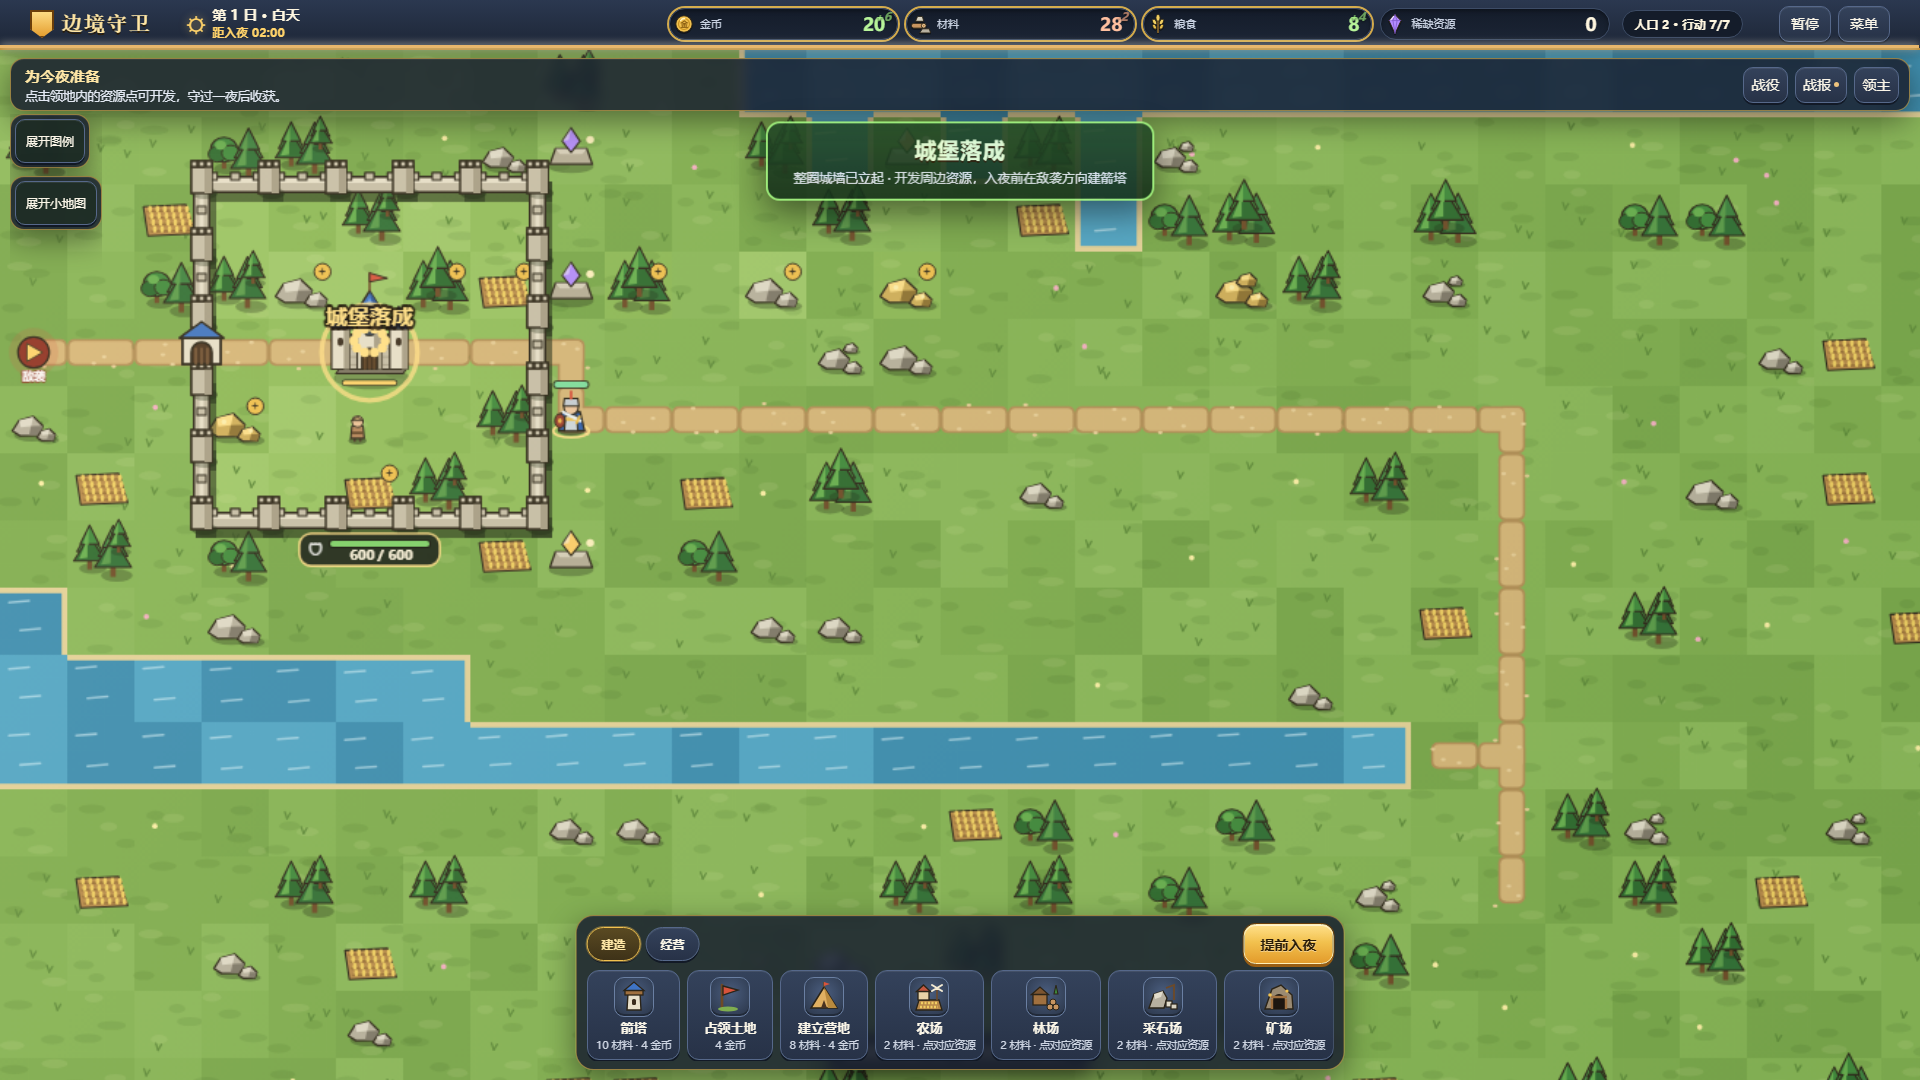 边境守卫
第 1 日 · 白天
距入夜 02:00
金币 20 +6
材料 28
粮食 8
稀缺资源 0
人口 2 · 行动 7/7
暂停
菜单
为今夜准备
点击领地内的资源点可开发，守过一夜后收获。
战役
战报
领主
展开图例
展开小地图
城堡落成
整圈城墙已立起 · 开发周边资源，入夜前在敌袭方向建箭塔
城堡落成
敌袭
600 / 600
建造
经营
提前入夜
箭塔
10 材料 · 4 金币
占领土地
4 金币
建立营地
8 材料 · 4 金币
农场
2 材料 · 点对应资源
林场
2 材料 · 点对应资源
采石场
2 材料 · 点对应资源
矿场
2 材料 · 点对应资源